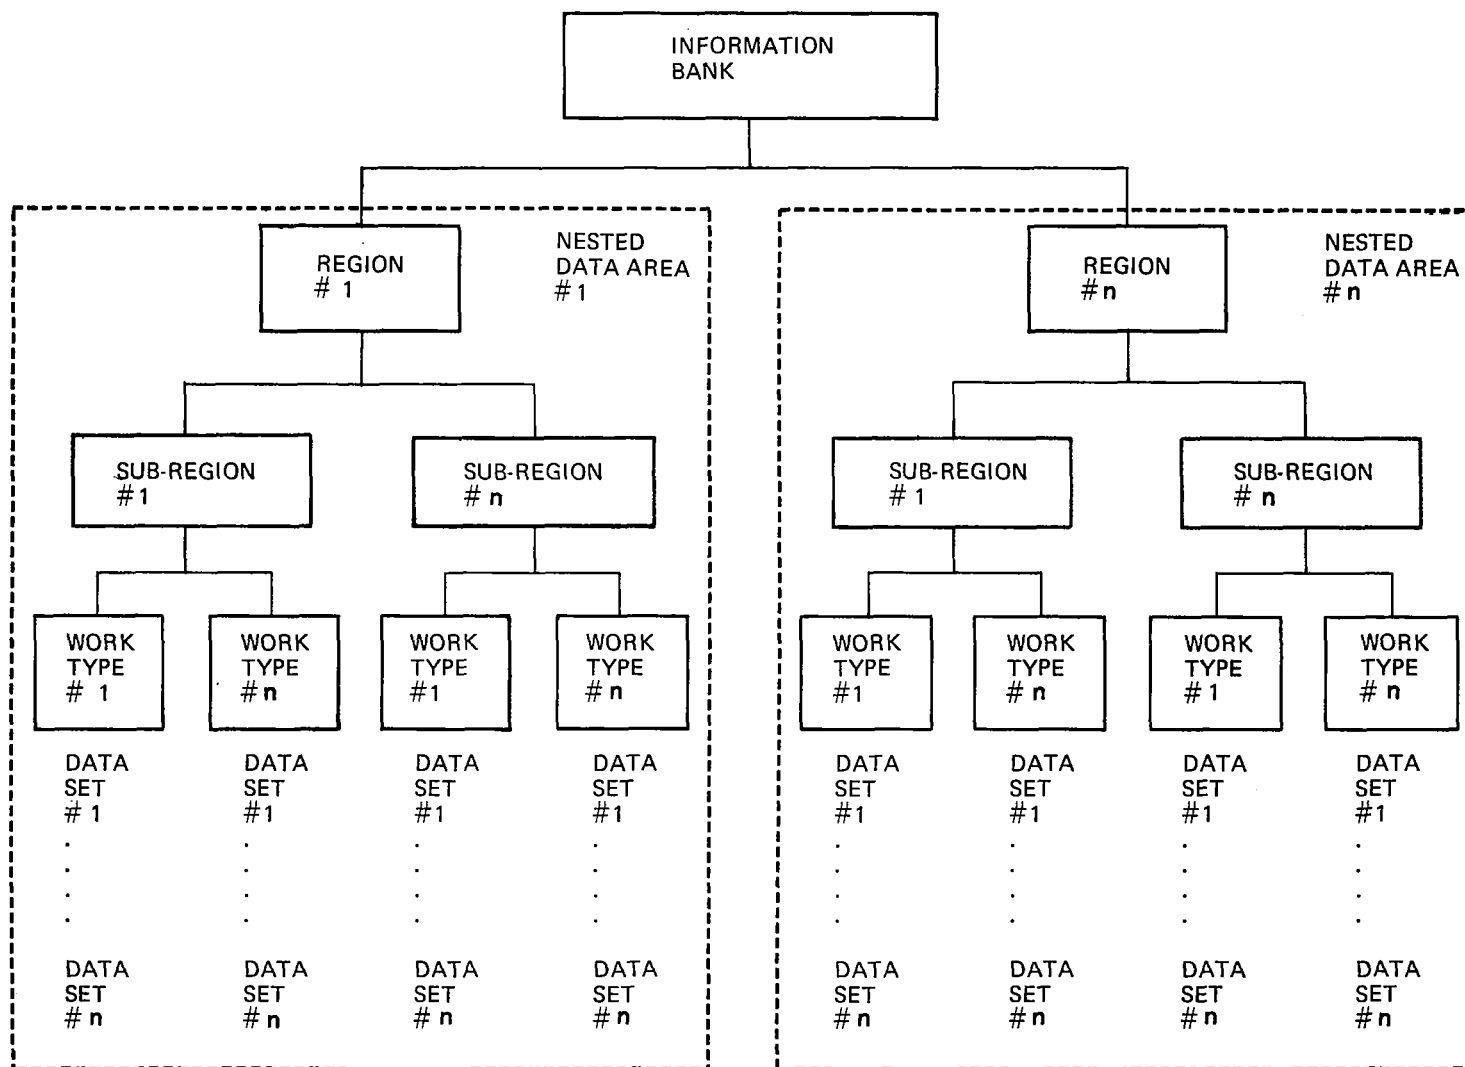 INFORMATION
BANK
REGION
# 1
NESTED
DATA AREA
#1
REGION
#n
NESTED
DATA AREA
#n
SUB-REGION
#1
SUB-REGION
# n
SUB-REGION
# 1
SUB-REGION
# n
WORK
TYPE
# 1
WORK
TYPE
#n
WORK
TYPE
#1
WORK
TYPE
#n
WORK
TYPE
#1
WORK
TYPE
#n
WORK
TYPE
#1
WORK
TYPE
# n
DATA
SET
# 1
DATA
SET
#1
DATA
SET
#1
DATA
SET
#1
DATA
SET
#1
DATA
SET
#1
DATA
SET
#1
DATA
SET
#1
DATA
SET
#n
DATA
SET
#n
DATA
SET
#n
DATA
SET
#n
DATA
SET
#n
DATA
SET
#n
DATA
SET
#n
DATA
SET
#n